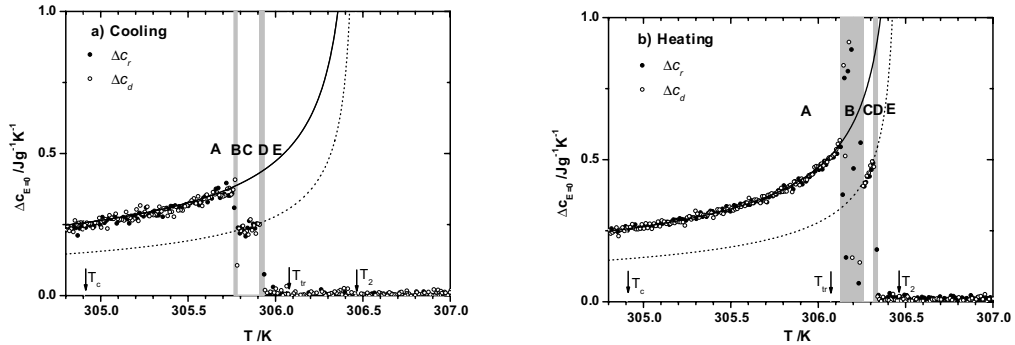 a) Cooling
Δc_r
Δc_d
A BC D E
T_c
T_tr
T_2
1.0
0.5
0.0
Δc_E=0 /Jg⁻¹K⁻¹
305.0 305.5 306.0 306.5 307.0
T /K
b) Heating
Δc_r
Δc_d
A B CD E
T_c
T_tr
T_2
1.0
0.5
0.0
Δc_E=0 /Jg⁻¹K⁻¹
305.0 305.5 306.0 306.5 307.0
T /K